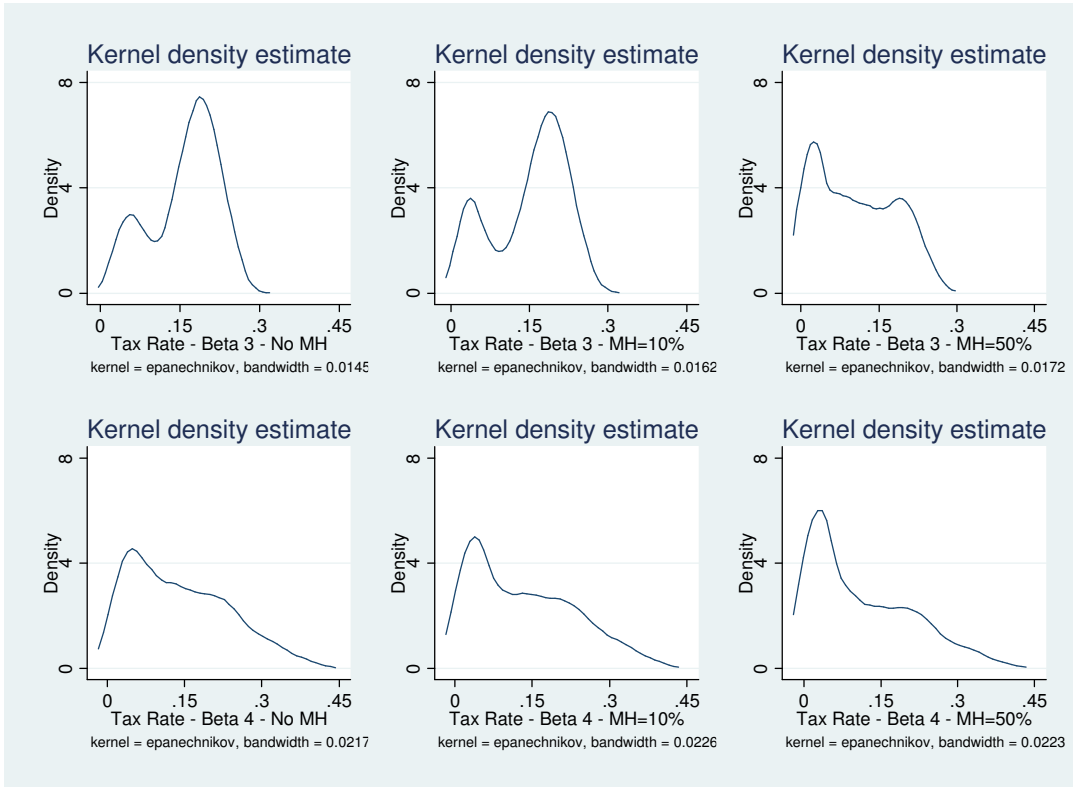 Kernel density estimate
8
Density
4
0
0 .15 .3 .45
Tax Rate - Beta 3 - No MH
kernel = epanechnikov, bandwidth = 0.0145
Kernel density estimate
8
Density
4
0
0 .15 .3 .45
Tax Rate - Beta 3 - MH=10%
kernel = epanechnikov, bandwidth = 0.0162
Kernel density estimate
8
Density
4
0
0 .15 .3 .45
Tax Rate - Beta 3 - MH=50%
kernel = epanechnikov, bandwidth = 0.0172
Kernel density estimate
8
Density
4
0
0 .15 .3 .45
Tax Rate - Beta 4 - No MH
kernel = epanechnikov, bandwidth = 0.0217
Kernel density estimate
8
Density
4
0
0 .15 .3 .45
Tax Rate - Beta 4 - MH=10%
kernel = epanechnikov, bandwidth = 0.0226
Kernel density estimate
8
Density
4
0
0 .15 .3 .45
Tax Rate - Beta 4 - MH=50%
kernel = epanechnikov, bandwidth = 0.0223